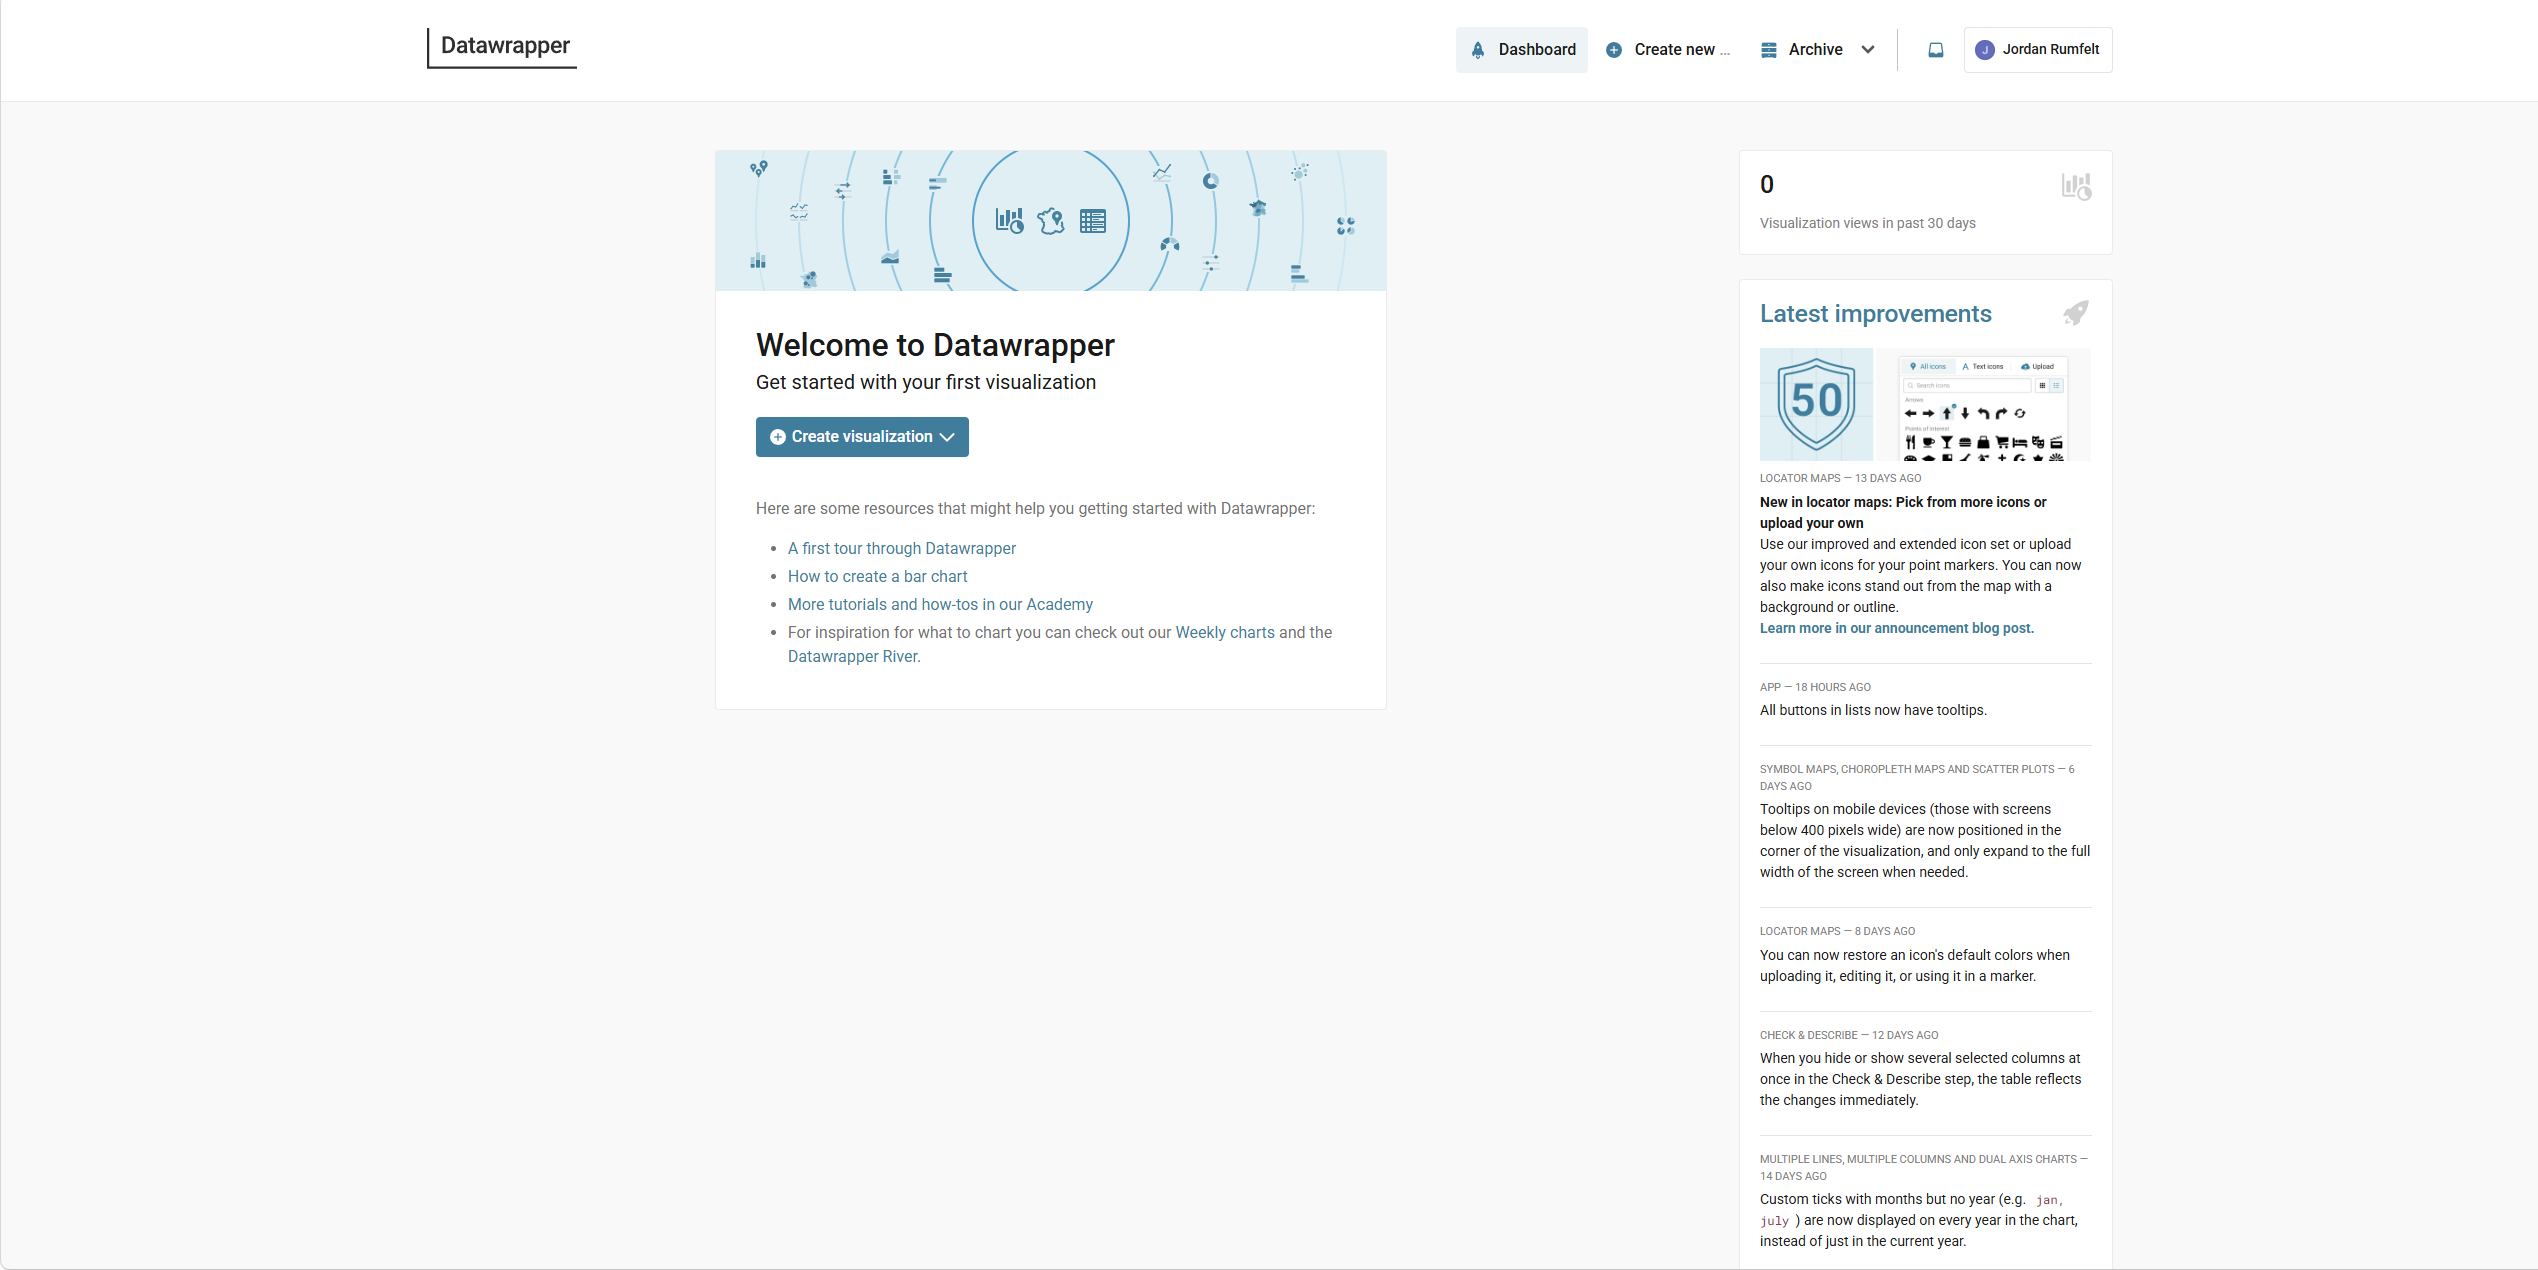 Datawrapper
Dashboard
Create new ...
Archive
J
Jordan Rumfelt
Welcome to Datawrapper
Get started with your first visualization
Create visualization
Here are some resources that might help you getting started with Datawrapper:
A first tour through Datawrapper
How to create a bar chart
More tutorials and how-tos in our Academy
For inspiration for what to chart you can check out our Weekly charts and the
Datawrapper River.
0
Visualization views in past 30 days
Latest improvements
50
All icons
Text icons
Upload
Search icons
Arrows
Points of interest
LOCATOR MAPS — 13 DAYS AGO
New in locator maps: Pick from more icons or
upload your own
Use our improved and extended icon set or upload
your own icons for your point markers. You can now
also make icons stand out from the map with a
background or outline.
Learn more in our announcement blog post.
APP — 18 HOURS AGO
All buttons in lists now have tooltips.
SYMBOL MAPS, CHOROPLETH MAPS AND SCATTER PLOTS — 6
DAYS AGO
Tooltips on mobile devices (those with screens
below 400 pixels wide) are now positioned in the
corner of the visualization, and only expand to the full
width of the screen when needed.
LOCATOR MAPS — 8 DAYS AGO
You can now restore an icon's default colors when
uploading it, editing it, or using it in a marker.
CHECK & DESCRIBE — 12 DAYS AGO
When you hide or show several selected columns at
once in the Check & Describe step, the table reflects
the changes immediately.
MULTIPLE LINES, MULTIPLE COLUMNS AND DUAL AXIS CHARTS —
14 DAYS AGO
Custom ticks with months but no year (e.g. jan,
july ) are now displayed on every year in the chart,
instead of just in the current year.